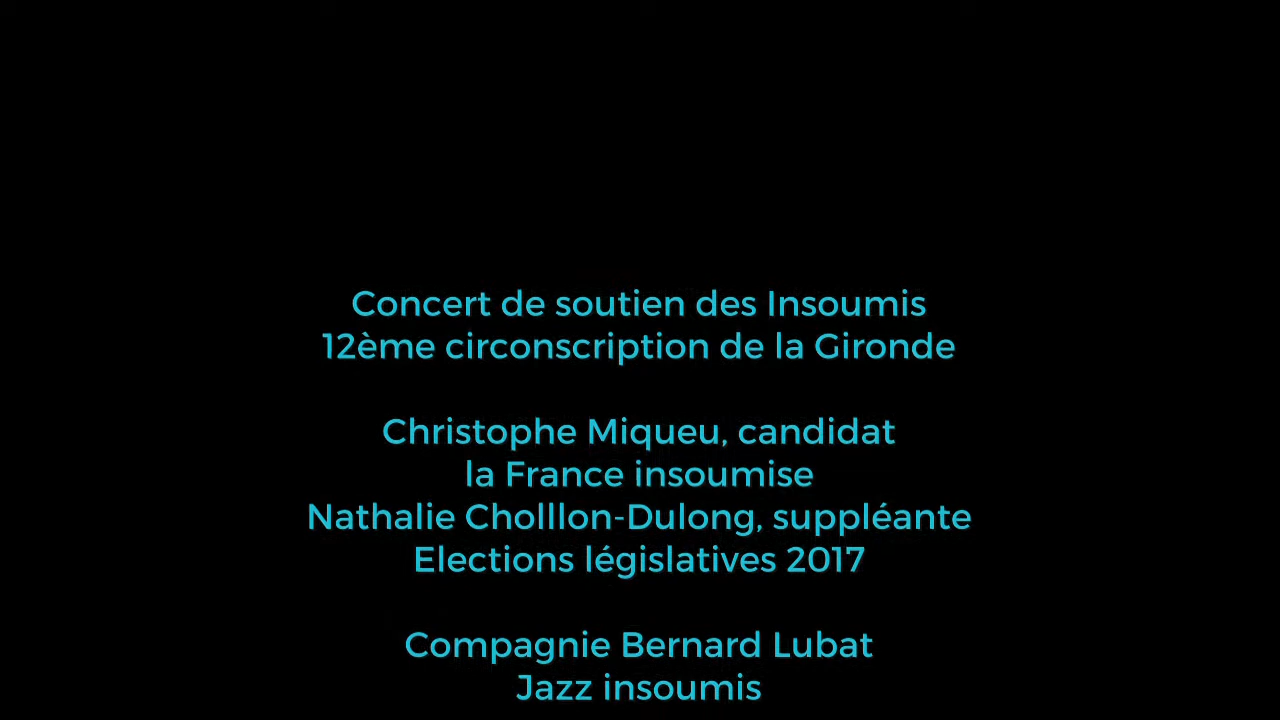 Concert de soutien des Insoumis
12ème circonscription de la Gironde
Christophe Miqueu, candidat
la France insoumise
Nathalie Cholllon-Dulong, suppléante
Elections législatives 2017
Compagnie Bernard Lubat
Jazz insoumis